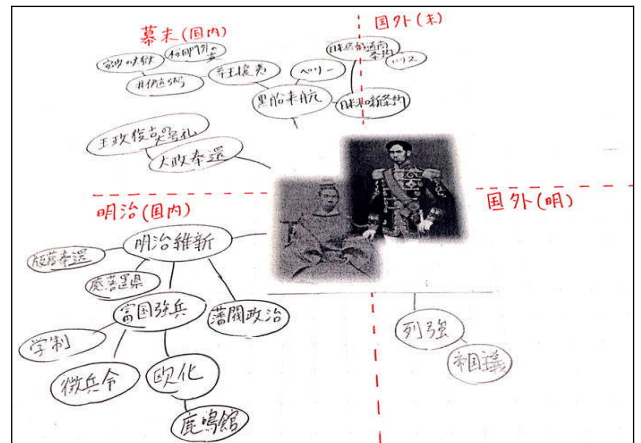 幕末(国内)
国外(末)
安政の大獄
桜田門外の変
井伊直弼
尊王攘夷
ペリー
黒船来航
日米修好通商
条約
ハリス
日米和親条約
王政復古の大号令
大政奉還
明治(国内)
国外(明)
明治維新
版籍奉還
廃藩置県
富国強兵
藩閥政治
学制
徴兵令
欧化
鹿鳴館
列強